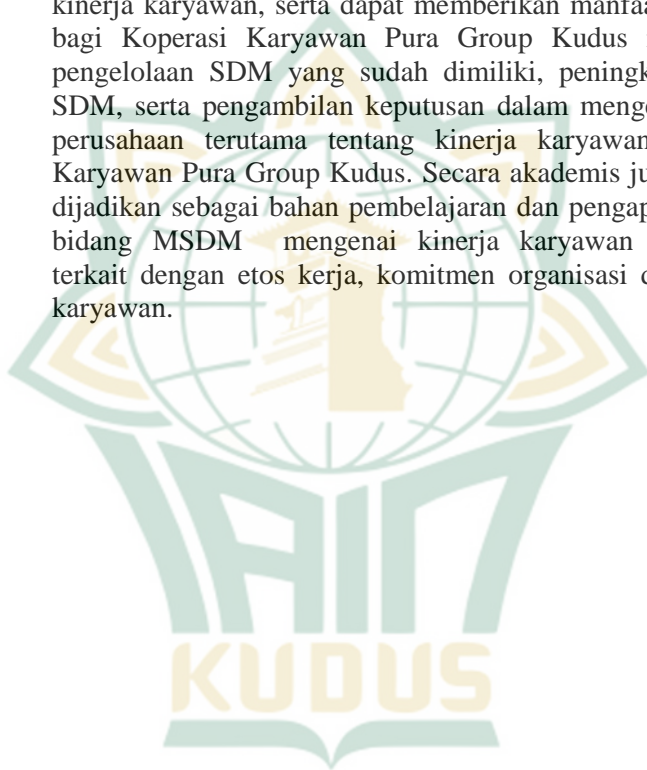 kinerja karyawan, serta dapat memberikan manfaa
bagi Koperasi Karyawan Pura Group Kudus
pengelolaan SDM yang sudah dimiliki, peningk
SDM, serta pengambilan keputusan dalam meng
perusahaan terutama tentang kinerja karyawan
Karyawan Pura Group Kudus. Secara akademis ju
dijadikan sebagai bahan pembelajaran dan pengap
bidang MSDM mengenai kinerja karyawan
terkait dengan etos kerja, komitmen organisasi d
karyawan.
IAIN
KUDUS